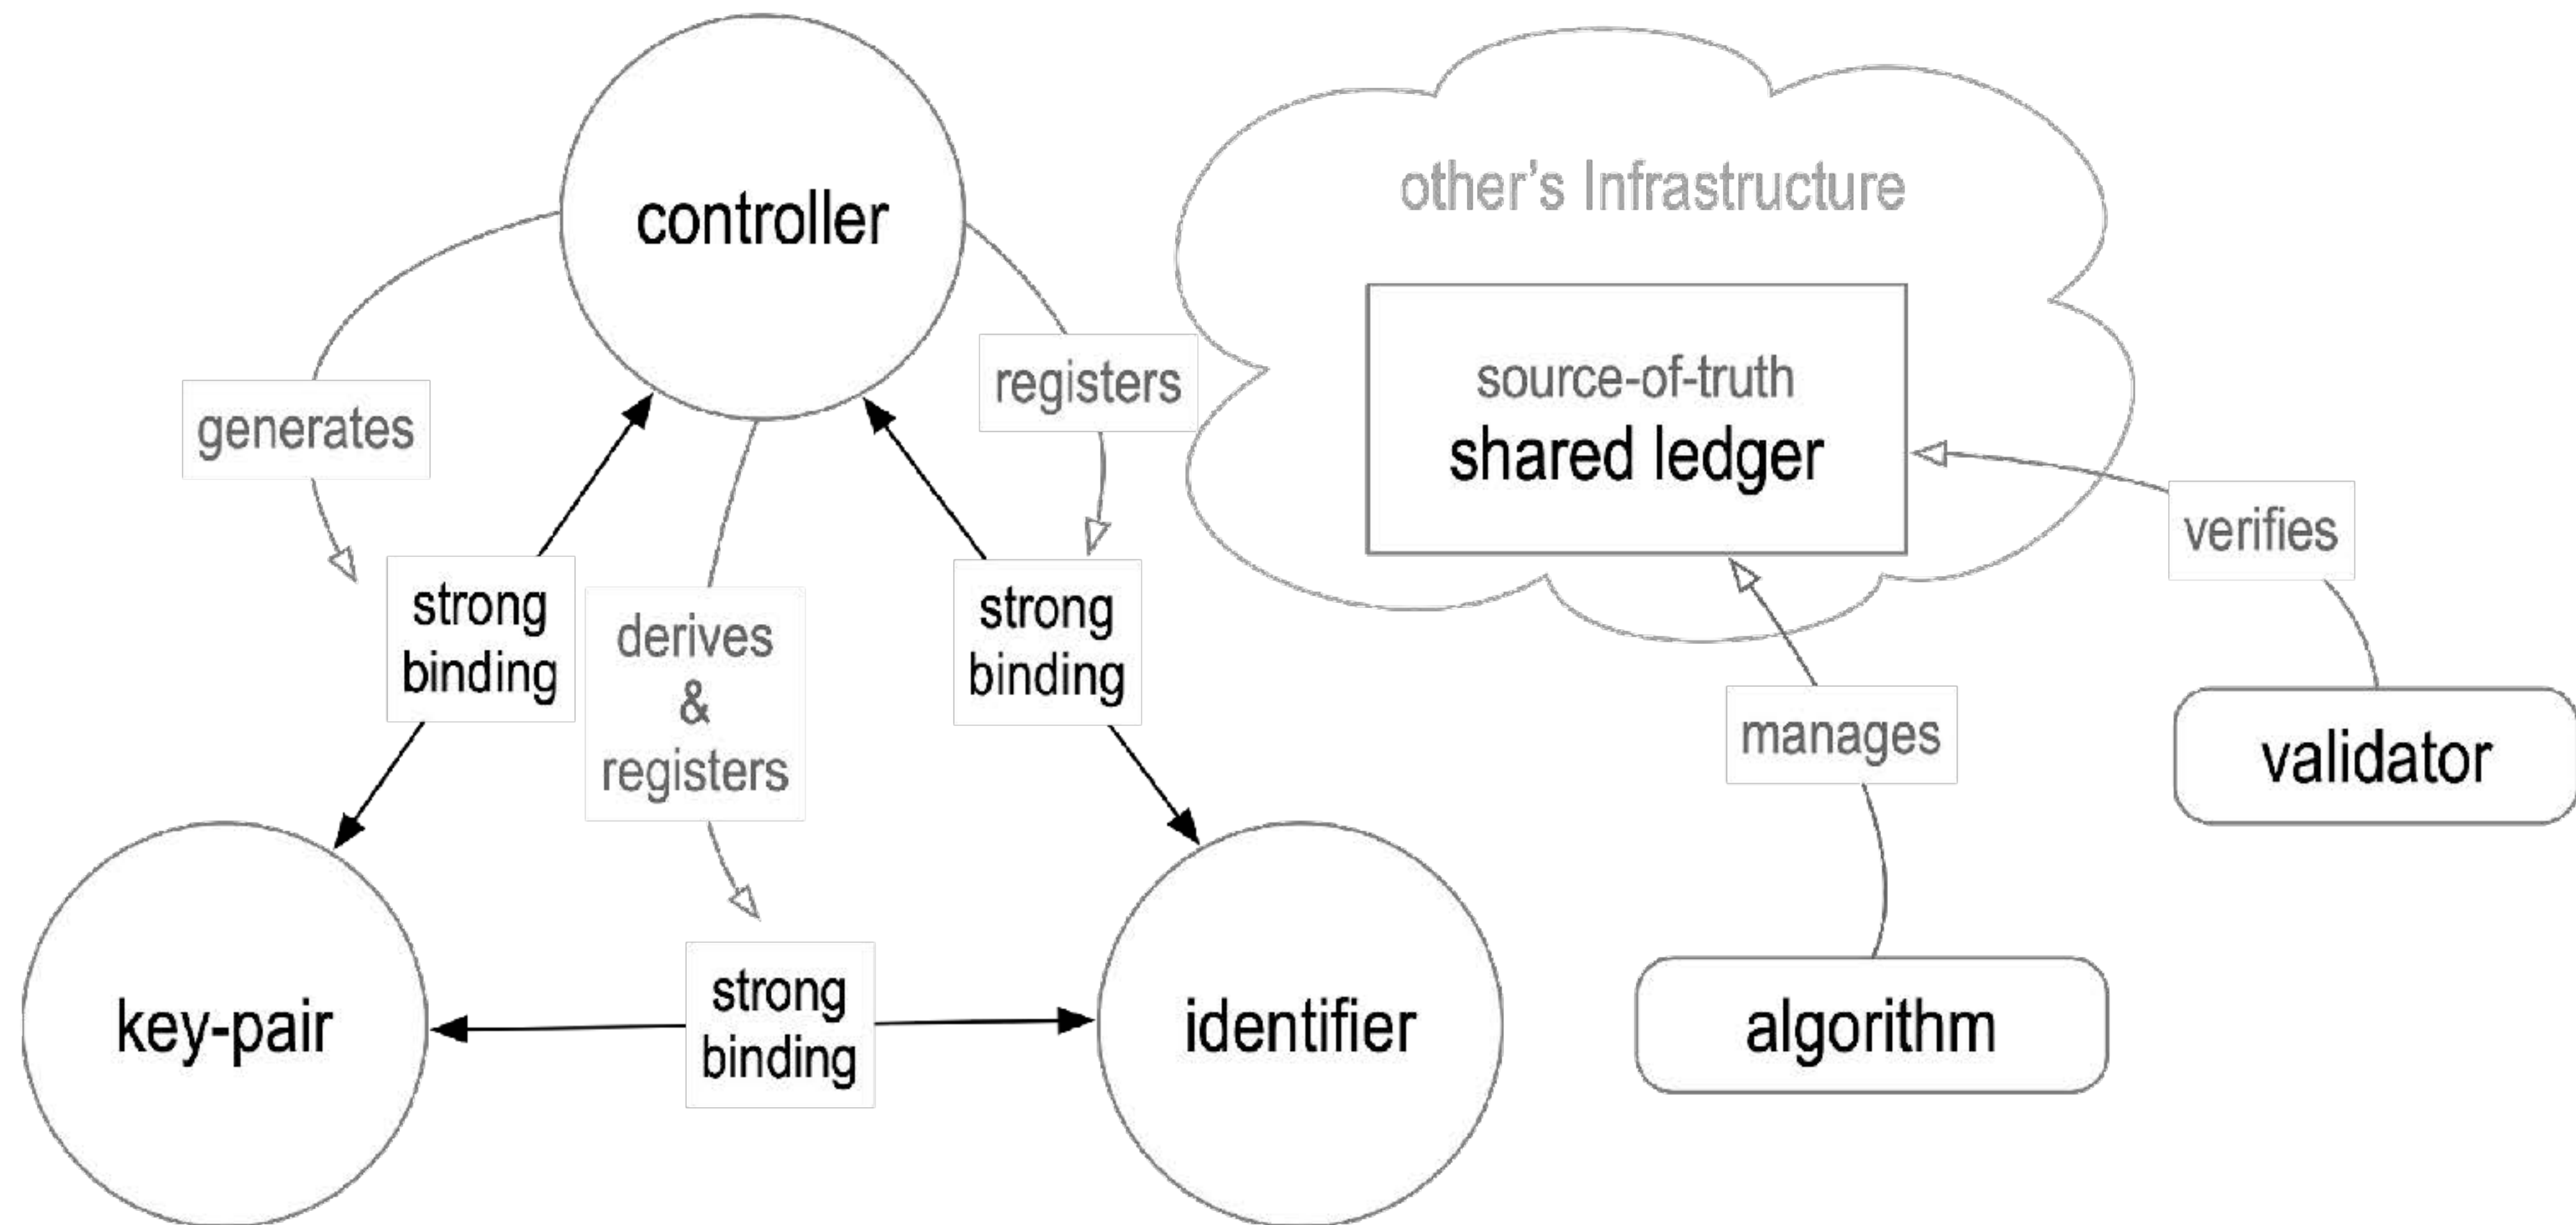 controller
other's Infrastructure
generates
registers
source-of-truth
shared ledger
verifies
strong
binding
derives
&
registers
strong
binding
manages
validator
key-pair
strong
binding
identifier
algorithm